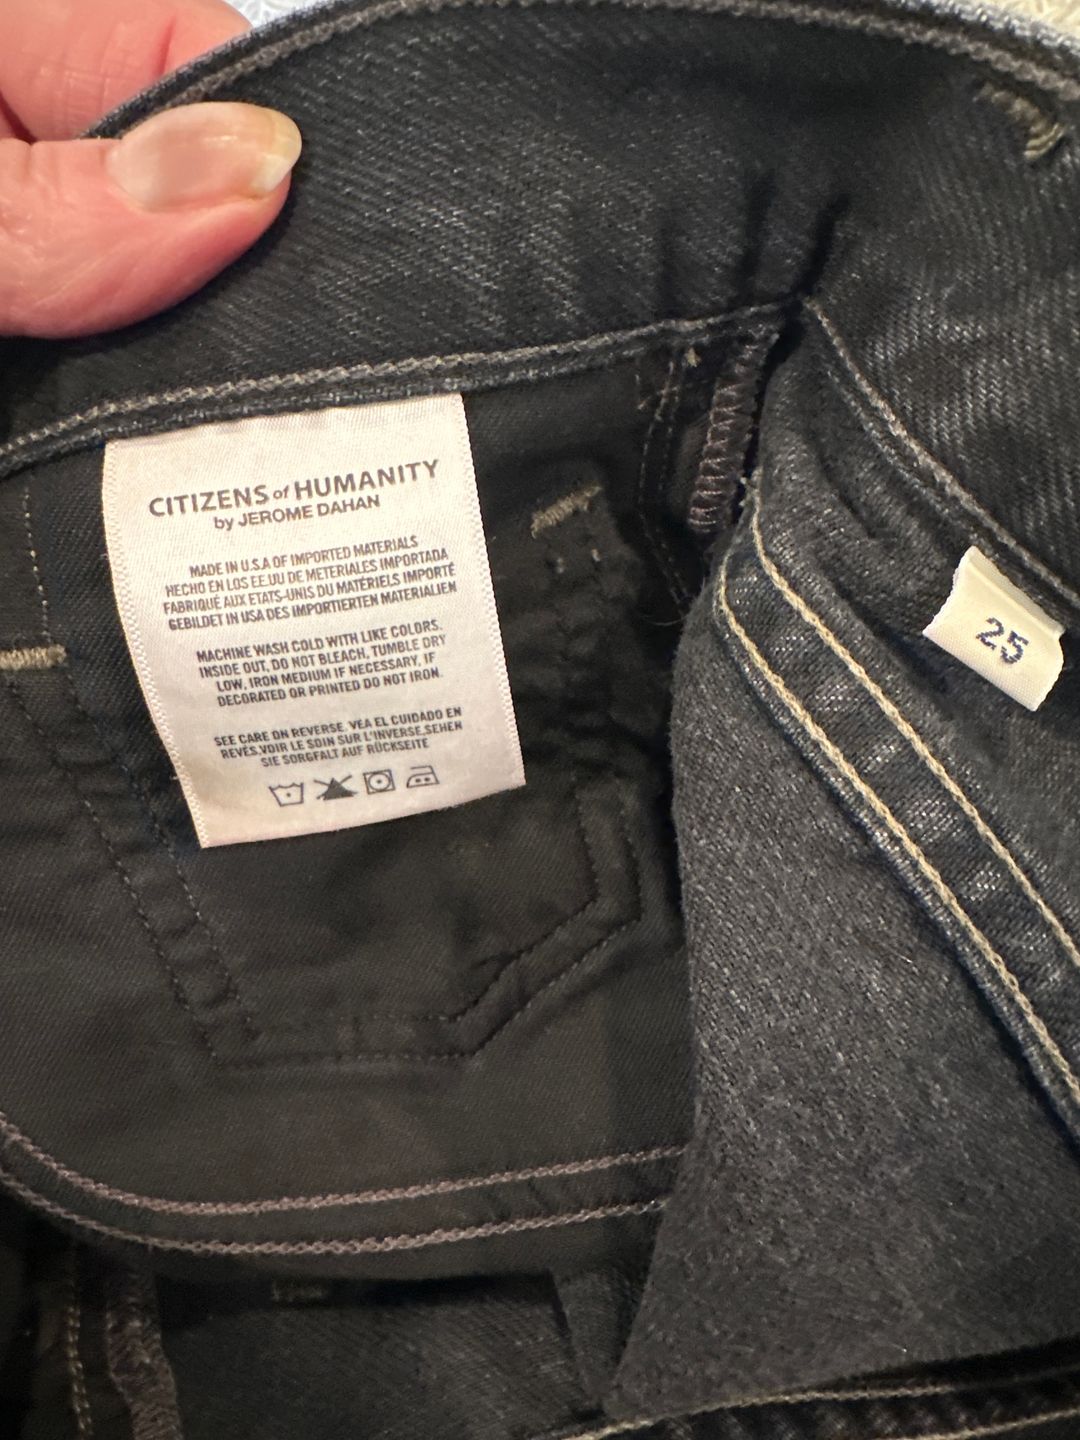 CITIZENS of HUMANITY
by JEROME DAHAN
MADE IN U.S.A OF IMPORTED MATERIALS
HECHO EN LOS EE.UU DE METERIALES IMPORTADA
FABRIQUÉ AUX ETATS-UNIS DU MATÉRIELS IMPORTÉ
GEBILDET IN USA DES IMPORTIERTEN MATERIALIEN
MACHINE WASH COLD WITH LIKE COLORS.
INSIDE OUT, DO NOT BLEACH, TUMBLE DRY
LOW, IRON MEDIUM IF NECESSARY, IF
DECORATED OR PRINTED DO NOT IRON.
SEE CARE ON REVERSE. VEA EL CUIDADO EN
REVÉS.VOIR LE SOIN SUR L'INVERSE.SEHEN
SIE SORGFALT AUF RÜCKSEITE
25